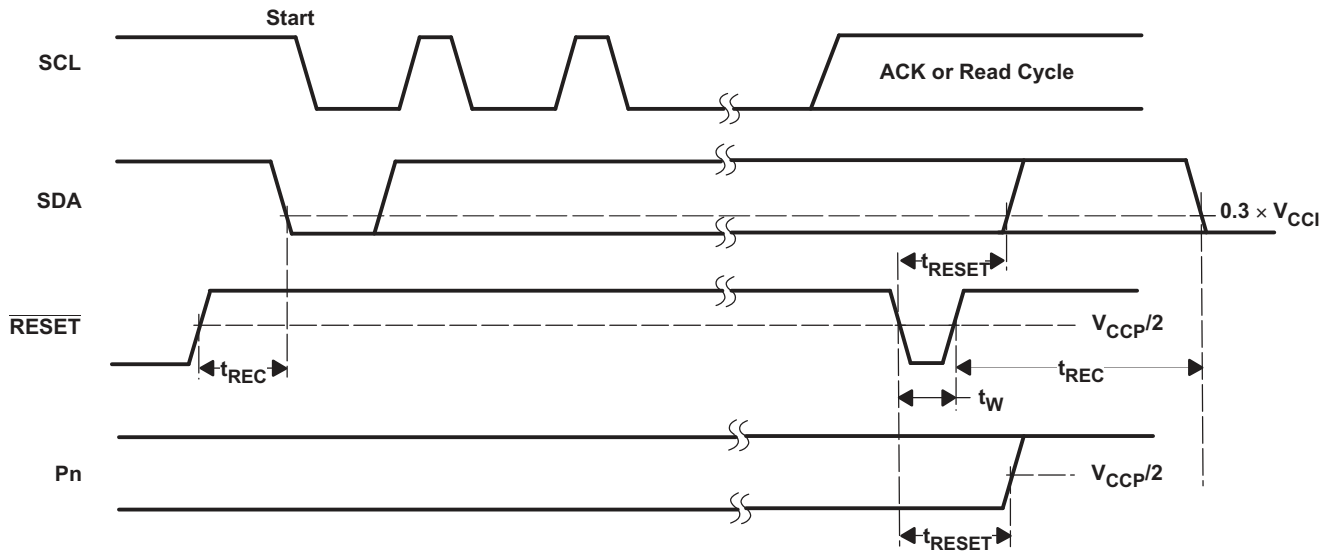 Start
SCL
ACK or Read Cycle
SDA
0.3 × VCCI
tRESET
RESET
VCCP/2
tREC
tREC
tW
Pn
VCCP/2
tRESET